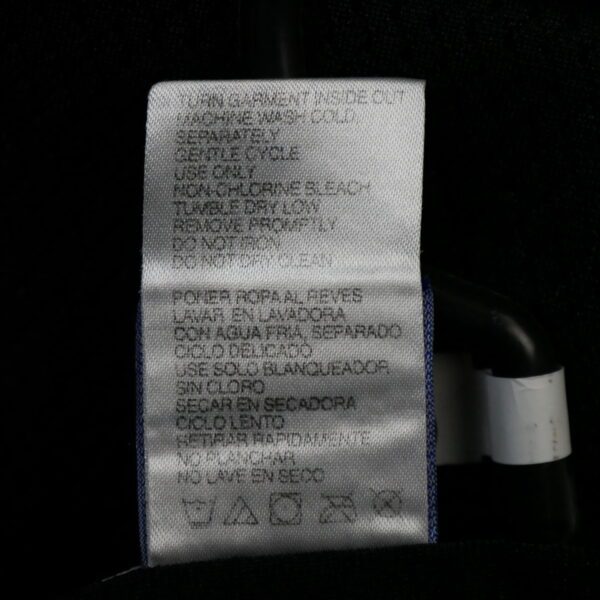 TURN GARMENT INSIDE OUT
MACHINE WASH COLD,
SEPARATELY
GENTLE CYCLE
USE ONLY
NON-CHLORINE BLEACH
TUMBLE DRY LOW
REMOVE PROMPTLY
DO NOT IRON
DO NOT DRY CLEAN
PONER ROPA AL REVES
LAVAR EN LAVADORA
CON AGUA FRIA, SEPARADO
CICLO DELICADO
USE SOLO BLANQUEADOR
SIN CLORO
SECAR EN SECADORA
CICLO LENTO
RETIRAR RAPIDAMENTE
NO PLANCHAR
NO LAVE EN SECO